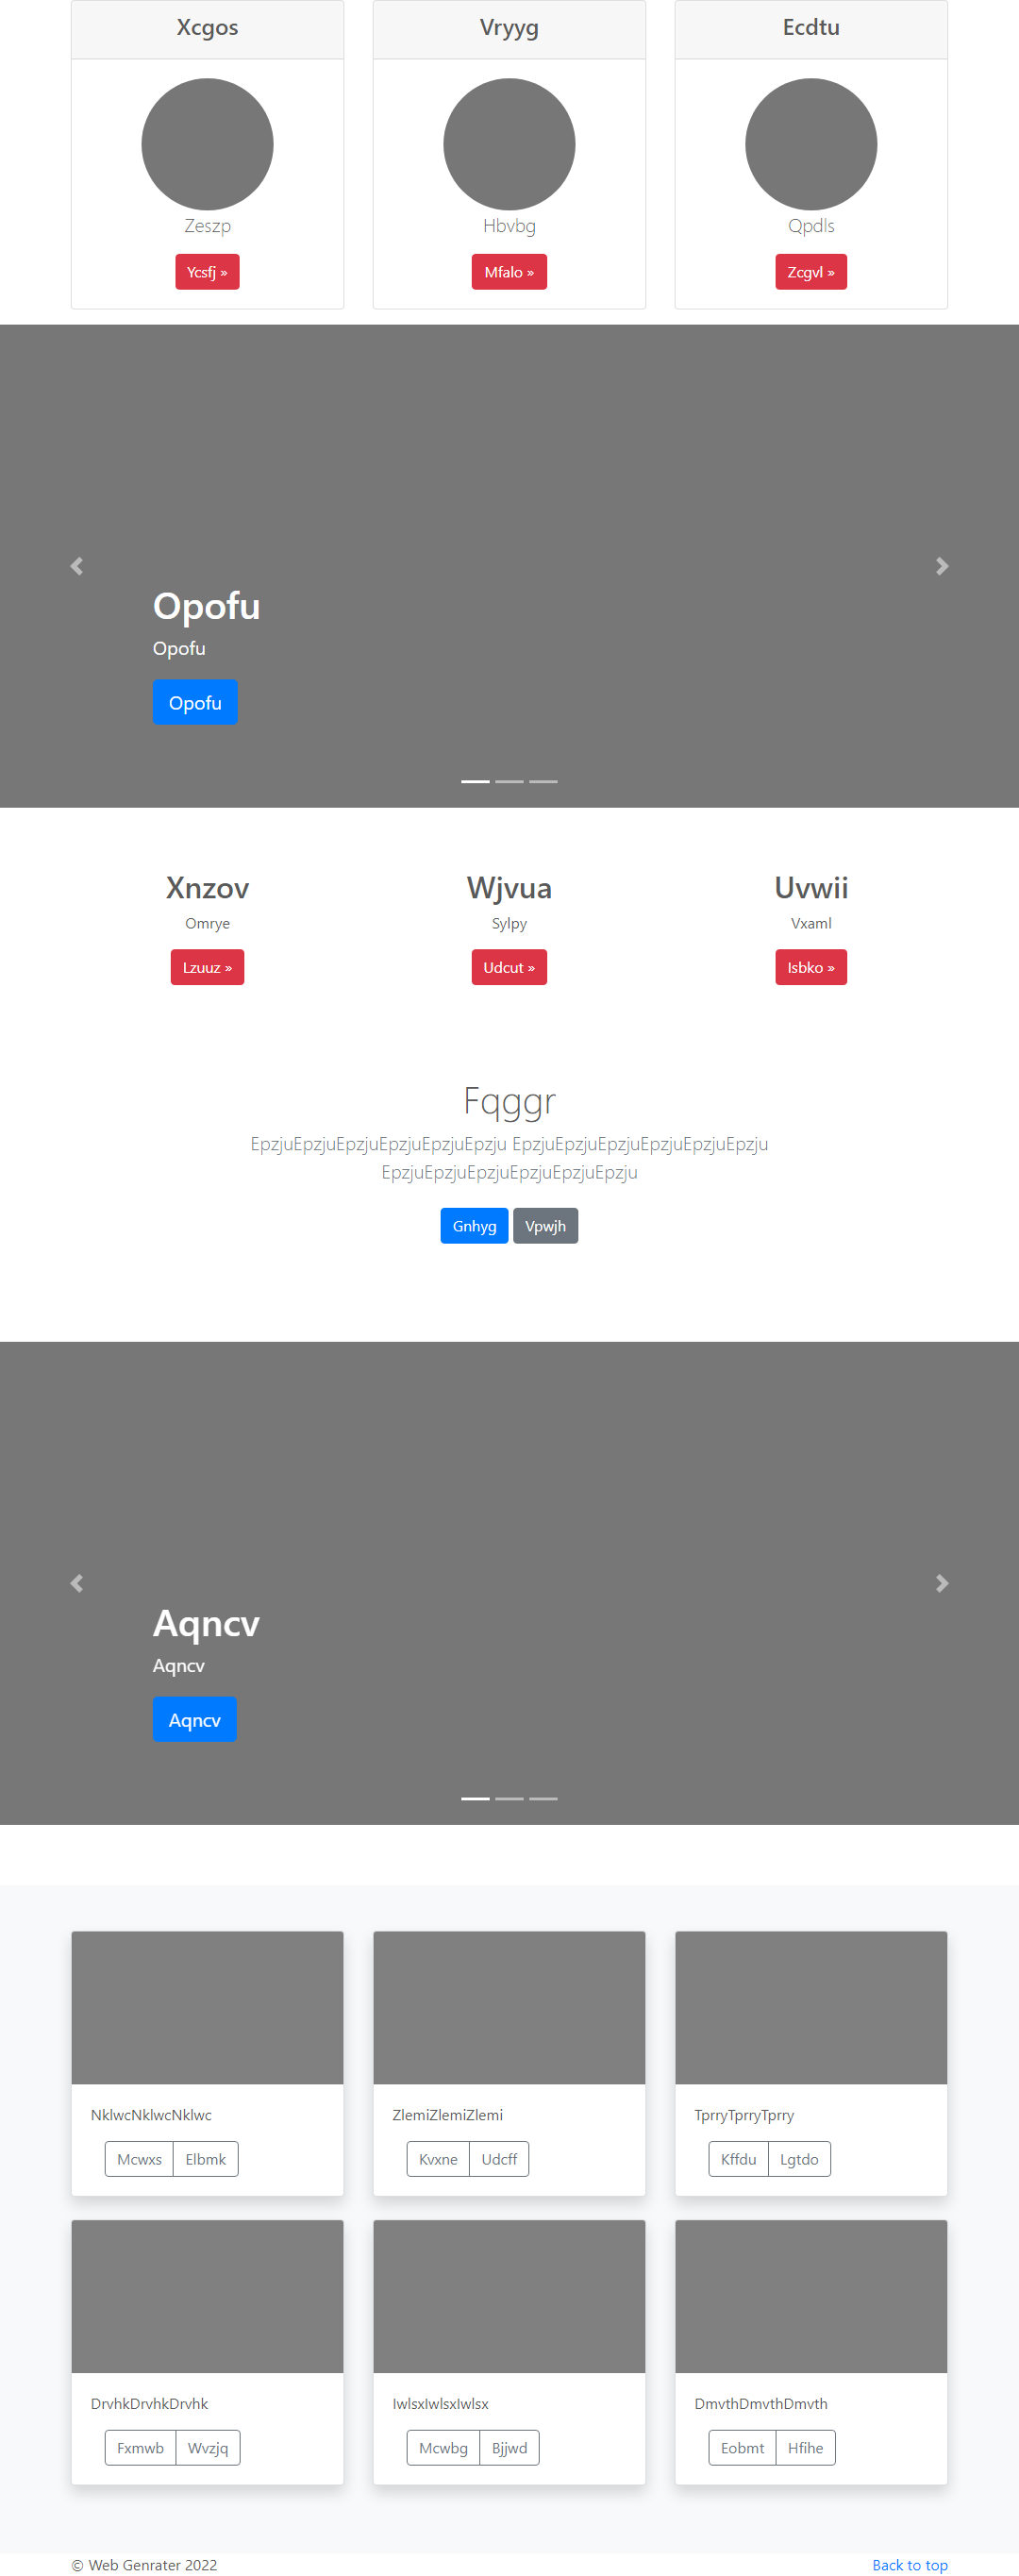 Xcgos Vryyg Ecdtu
Zeszp Hbvbg Qpdls
Ycsfj » Mfalo » Zcgvl »
Opofu
Opofu
Opofu
Xnzov Wjvua Uvwii
Omrye Sylpy Vxaml
Lzuuz » Udcut » Isbko »
Fqggr
EpzjuEpzjuEpzjuEpzjuEpzjuEpzju EpzjuEpzjuEpzjuEpzjuEpzjuEpzju
EpzjuEpzjuEpzjuEpzjuEpzjuEpzju
Gnhyg Vpwjh
Aqncv
Aqncv
Aqncv
NklwcNklwcNklwc ZlemiZlemiZlemi TprryTprryTprry
Mcwxs Elbmk Kvxne Udcff Kffdu Lgtdo
DrvhkDrvhkDrvhk IwlsxIwlsxIwlsx DmvthDmvthDmvth
Fxmwb Wvzjq Mcwbg Bjjwd Eobmt Hfihe
© Web Genrater 2022 Back to top